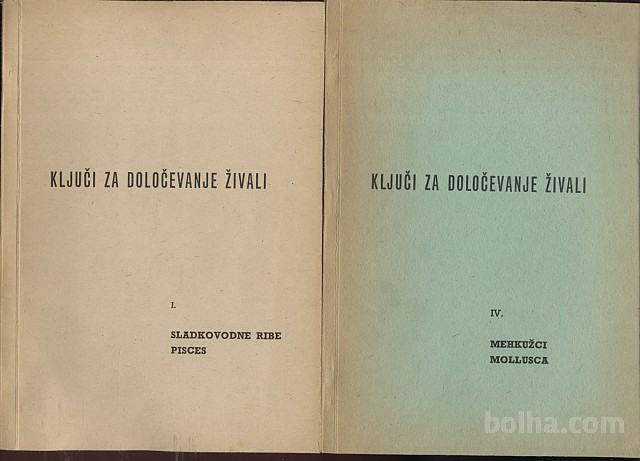 KLJUČI ZA DOLOČEVANJE ŽIVALI
I.
SLADKOVODNE RIBE
PISCES
KLJUČI ZA DOLOČEVANJE ŽIVALI
IV.
MEHKUŽCI
MOLLUSCA
bolha.com